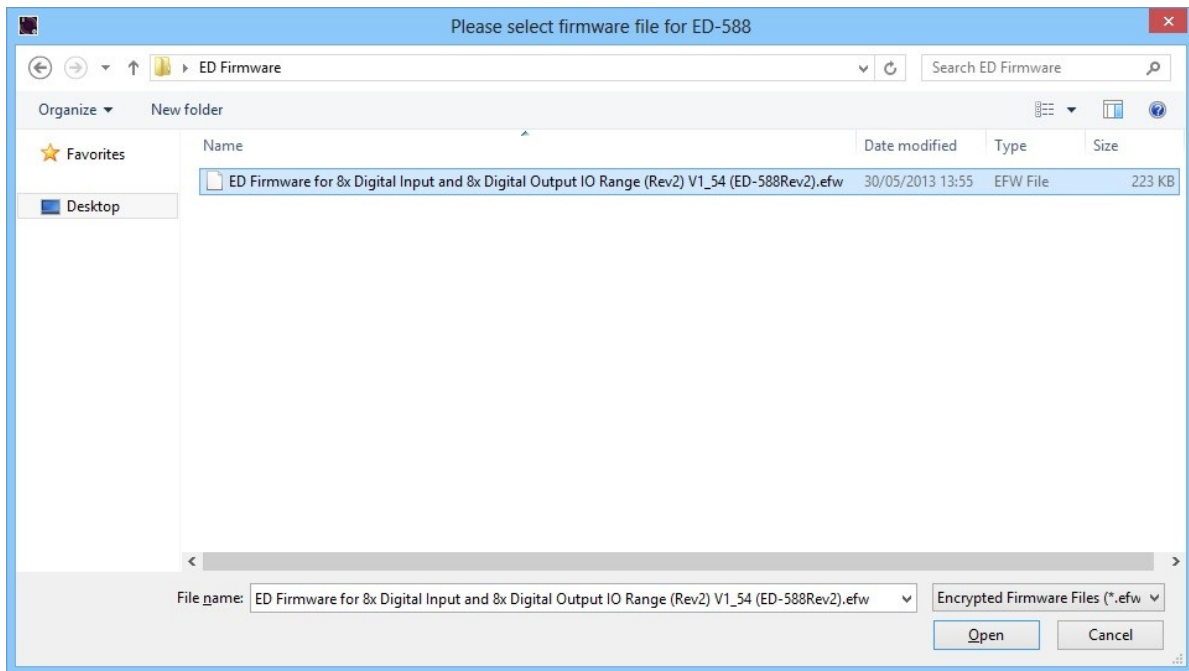 Please select firmware file for ED-588
ED Firmware
Search ED Firmware
Organize
New folder
Favorites
Desktop
Name Date modified Type Size
ED Firmware for 8x Digital Input and 8x Digital Output IO Range (Rev2) V1_54 (ED-588Rev2).efw 30/05/2013 13:55 EFW File 223 KB
File name: ED Firmware for 8x Digital Input and 8x Digital Output IO Range (Rev2) V1_54 (ED-588Rev2).efw Encrypted Firmware Files (*.efw
Open Cancel